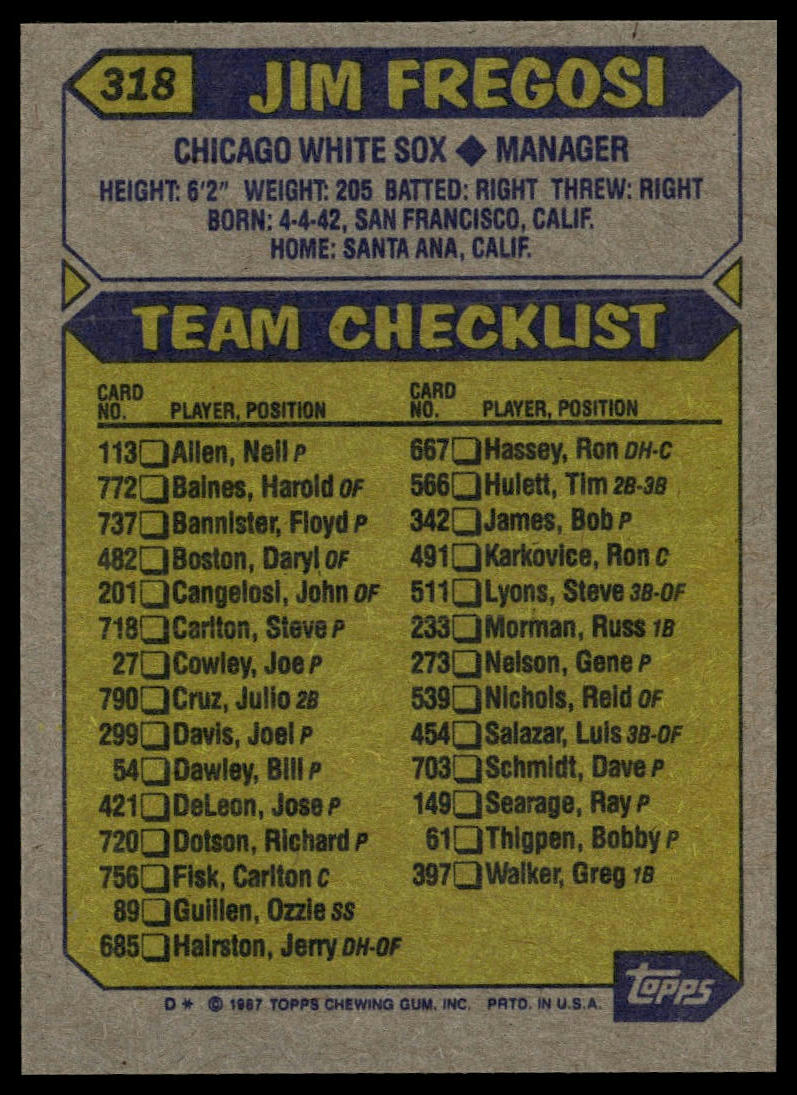 318 JIM FREGOSI
CHICAGO WHITE SOX ◆ MANAGER
HEIGHT: 6'2" WEIGHT: 205 BATTED: RIGHT THREW: RIGHT
BORN: 4-4-42, SAN FRANCISCO, CALIF.
HOME: SANTA ANA, CALIF.
TEAM CHECKLIST
CARD
NO. PLAYER, POSITION
113 Allen, Neil P
772 Baines, Harold OF
737 Bannister, Floyd P
482 Boston, Daryl OF
201 Cangelosi, John OF
718 Carlton, Steve P
27 Cowley, Joe P
790 Cruz, Julio 2B
299 Davis, Joel P
54 Dawley, Bill P
421 DeLeon, Jose P
720 Dotson, Richard P
756 Fisk, Carlton C
89 Guillen, Ozzie SS
685 Hairston, Jerry DH-OF
CARD
NO. PLAYER, POSITION
667 Hassey, Ron DH-C
566 Hulett, Tim 2B-3B
342 James, Bob P
491 Karkovice, Ron C
511 Lyons, Steve 3B-OF
233 Morman, Russ 1B
273 Nelson, Gene P
539 Nichols, Reid OF
454 Salazar, Luis 3B-OF
703 Schmidt, Dave P
149 Searage, Ray P
61 Thigpen, Bobby P
397 Walker, Greg 1B
topps
D * © 1987 TOPPS CHEWING GUM, INC. PRTD. IN U.S.A.